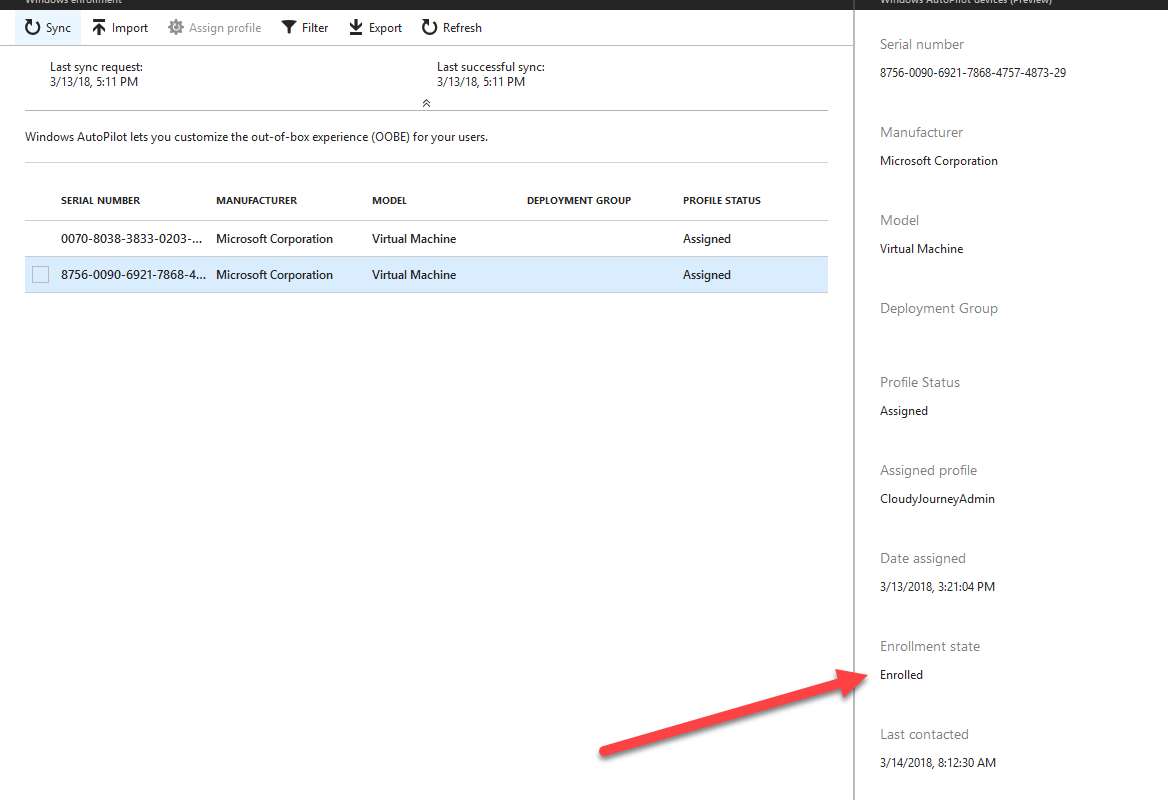 Windows enrollment
Windows AutoPilot devices (Preview)
Sync Import Assign profile Filter Export Refresh
Last sync request:
3/13/18, 5:11 PM
Last successful sync:
3/13/18, 5:11 PM
Windows AutoPilot lets you customize the out-of-box experience (OOBE) for your users.
SERIAL NUMBER MANUFACTURER MODEL DEPLOYMENT GROUP PROFILE STATUS
0070-8038-3833-0203-... Microsoft Corporation Virtual Machine Assigned
8756-0090-6921-7868-4... Microsoft Corporation Virtual Machine Assigned
Serial number
8756-0090-6921-7868-4757-4873-29
Manufacturer
Microsoft Corporation
Model
Virtual Machine
Deployment Group
Profile Status
Assigned
Assigned profile
CloudyJourneyAdmin
Date assigned
3/13/2018, 3:21:04 PM
Enrollment state
Enrolled
Last contacted
3/14/2018, 8:12:30 AM